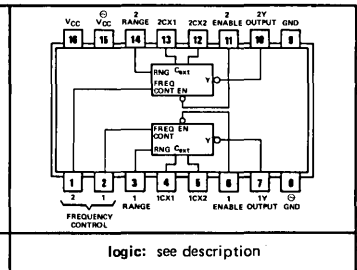 2 2
VCC ⊖ VCC RANGE 2CX1 2CX2 ENABLE 2Y OUTPUT GND
16 15 14 13 12 11 10 9
RNG Cext
FREQ Y
CONT EN
FREQ EN
CONT Y
RNG Cext
1 2 3 4 5 6 7 8
2 1 1 1CX1 1CX2 1 1Y ⊖
RANGE ENABLE OUTPUT GND
FREQUENCY
CONTROL
logic: see description